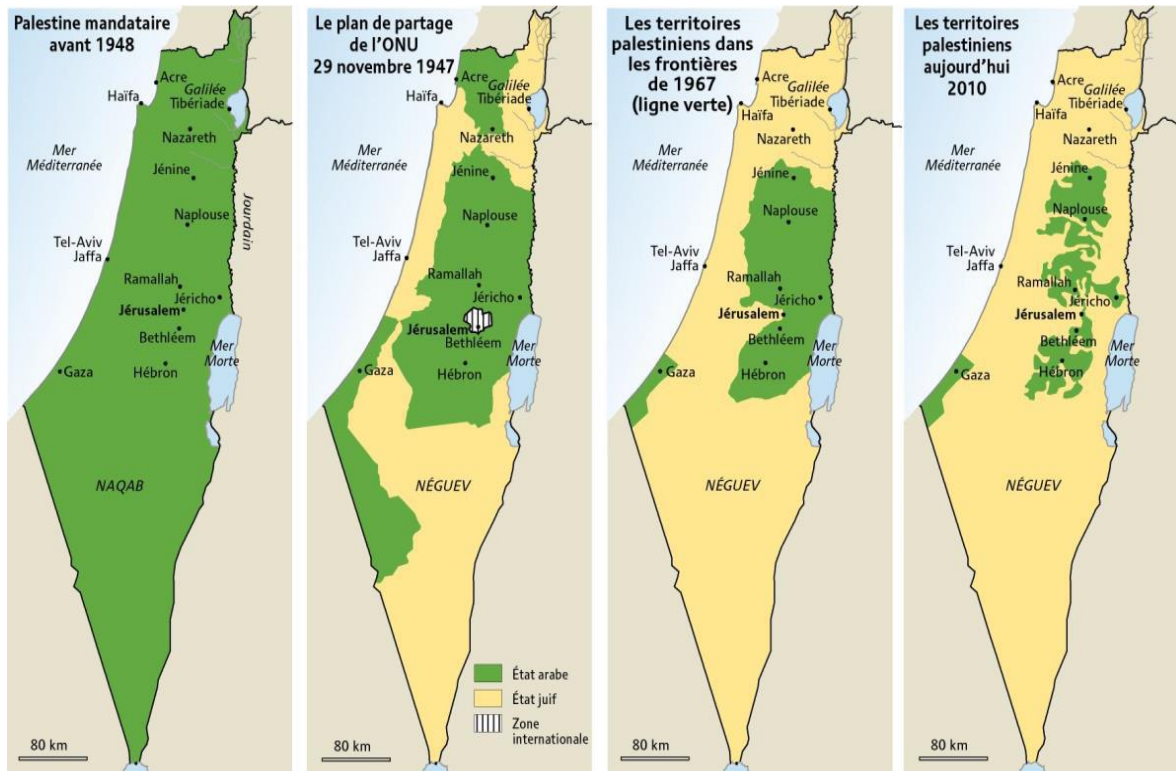 Palestine mandataire
avant 1948
Acre
Haïfa
Galilée
Tibériade
Nazareth
Mer
Méditerranée
Jénine
Jourdain
Naplouse
Tel-Aviv
Jaffa
Ramallah
Jéricho
Jérusalem
Bethléem
Mer
Morte
Gaza
Hébron
NAQAB
80 km
Le plan de partage
de l'ONU
29 novembre 1947
Acre
Haïfa
Galilée
Tibériade
Nazareth
Mer
Méditerranée
Jénine
Naplouse
Tel-Aviv
Jaffa
Ramallah
Jéricho
Jérusalem
Bethléem
Mer
Morte
Gaza
Hébron
NÉGUEV
État arabe
État juif
Zone
internationale
80 km
Les territoires
palestiniens dans
les frontières
de 1967
(ligne verte)
Acre
Haïfa
Galilée
Tibériade
Nazareth
Mer
Méditerranée
Jénine
Naplouse
Tel-Aviv
Jaffa
Ramallah
Jéricho
Jérusalem
Bethléem
Mer
Morte
Gaza
Hébron
NÉGUEV
80 km
Les territoires
palestiniens
aujourd'hui
2010
Acre
Haïfa
Galilée
Tibériade
Nazareth
Mer
Méditerranée
Jénine
Naplouse
Tel-Aviv
Jaffa
Ramallah
Jéricho
Jérusalem
Bethléem
Mer
Morte
Gaza
Hébron
NÉGUEV
80 km